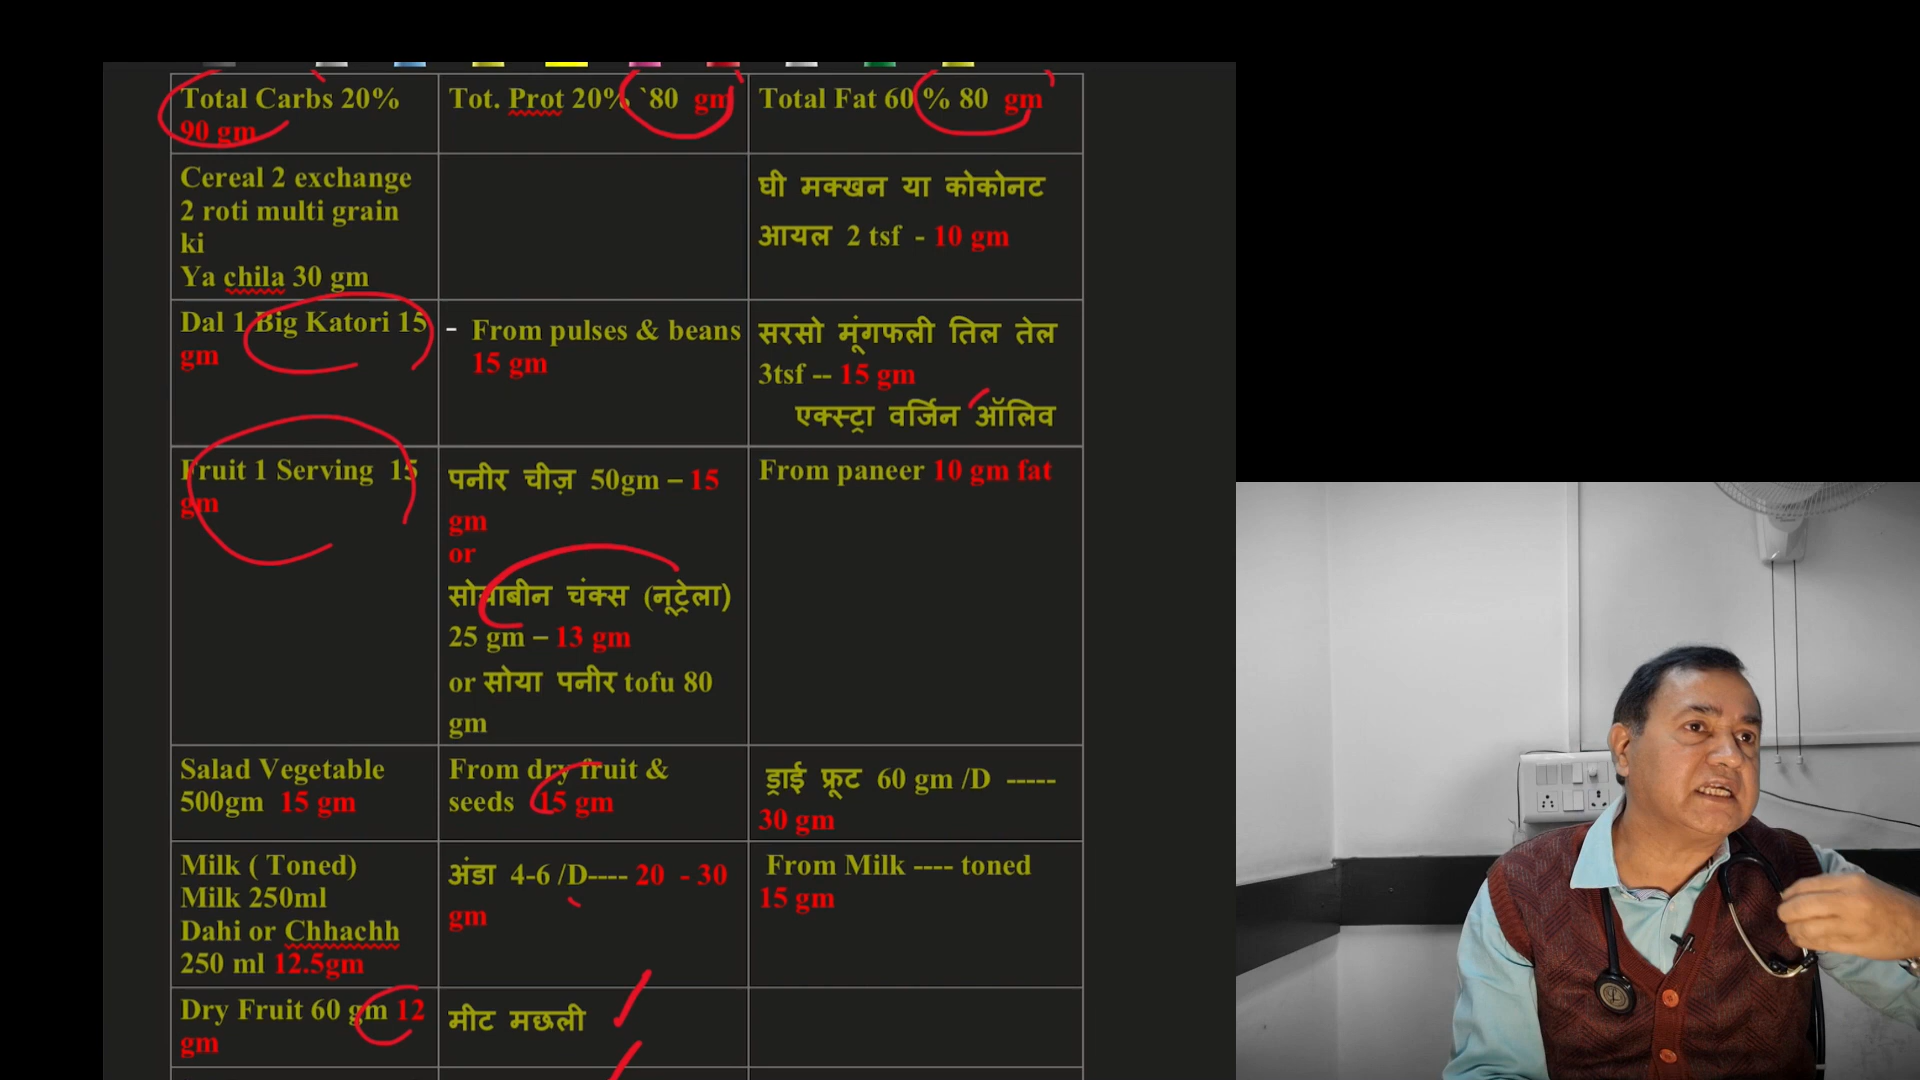 Total Carbs 20%
90 gm
Tot. Prot 20% `80 gm
Total Fat 60 % 80 gm
Cereal 2 exchange
2 roti multi grain
ki
Ya chila 30 gm
घी मक्खन या कोकोनट
आयल 2 tsf - 10 gm
Dal 1 Big Katori 15
gm
- From pulses & beans
15 gm
सरसो मूंगफली तिल तेल
3tsf -- 15 gm
एक्स्ट्रा वर्जिन ऑलिव
Fruit 1 Serving 15
gm
पनीर चीज़ 50gm – 15
gm
or
सोयाबीन चंक्स (नूट्रेला)
25 gm – 13 gm
or सोया पनीर tofu 80
gm
From paneer 10 gm fat
Salad Vegetable
500gm 15 gm
From dry fruit &
seeds 15 gm
ड्राई फ्रूट 60 gm /D -----
30 gm
Milk ( Toned)
Milk 250ml
Dahi or Chhachh
250 ml 12.5gm
अंडा 4-6 /D---- 20 - 30
gm
From Milk ---- toned
15 gm
Dry Fruit 60 gm 12
gm
मीट मछली